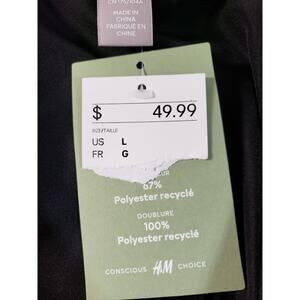 MADE IN
CHINA
FABRIQUÉ EN
CHINE
$ 49.99
SIZE/TAILLE
US L
FR G
67%
Polyester recyclé
DOUBLURE
100%
Polyester recyclé
CONSCIOUS H&M CHOICE